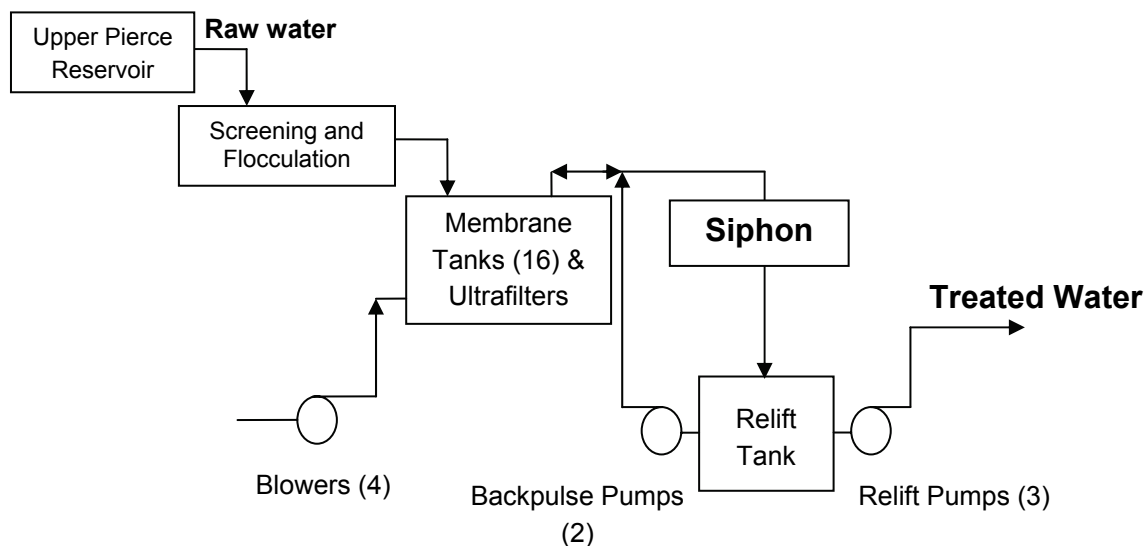 Upper Pierce
Reservoir
Raw water
Screening and
Flocculation
Membrane
Tanks (16) &
Ultrafilters
Siphon
Treated Water
Relift
Tank
Blowers (4)
Backpulse Pumps
(2)
Relift Pumps (3)